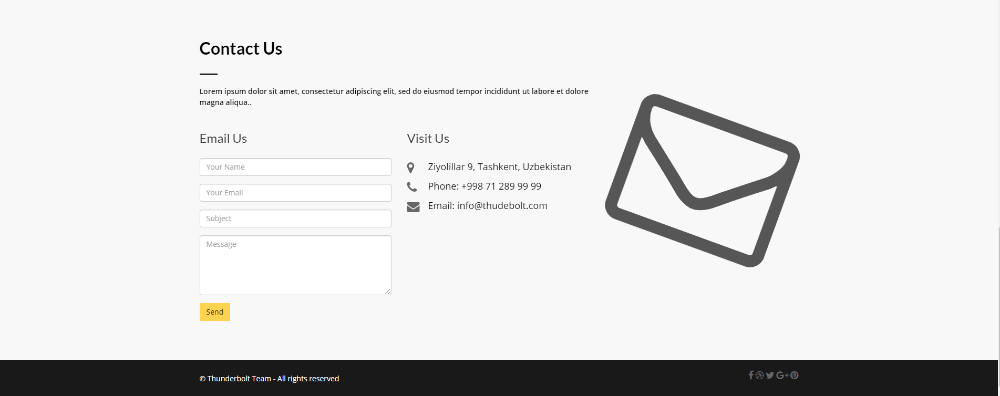 Contact Us
Lorem ipsum dolor sit amet, consectetur adipiscing elit, sed do eiusmod tempor incididunt ut labore et dolore
magna aliqua..
Email Us
Your Name
Your Email
Subject
Message
Send
Visit Us
Ziyolillar 9, Tashkent, Uzbekistan
Phone: +998 71 289 99 99
Email: info@thudebolt.com
© Thunderbolt Team - All rights reserved